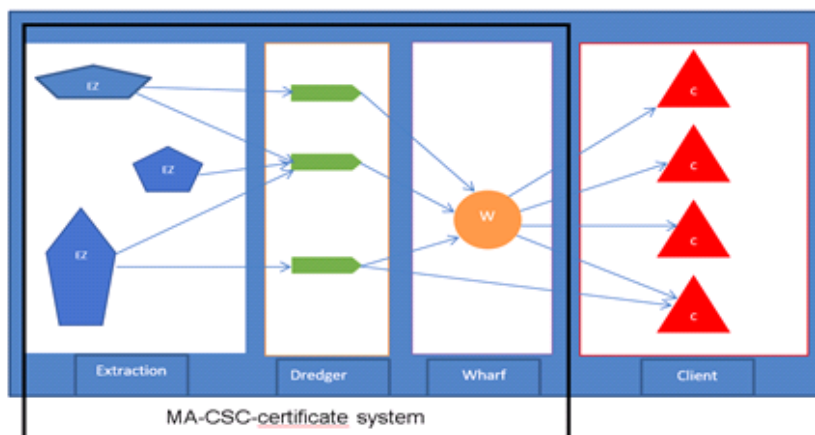 EZ
EZ
EZ
W
C
C
C
C
Extraction
Dredger
Wharf
Client
MA-CSC-certificate system